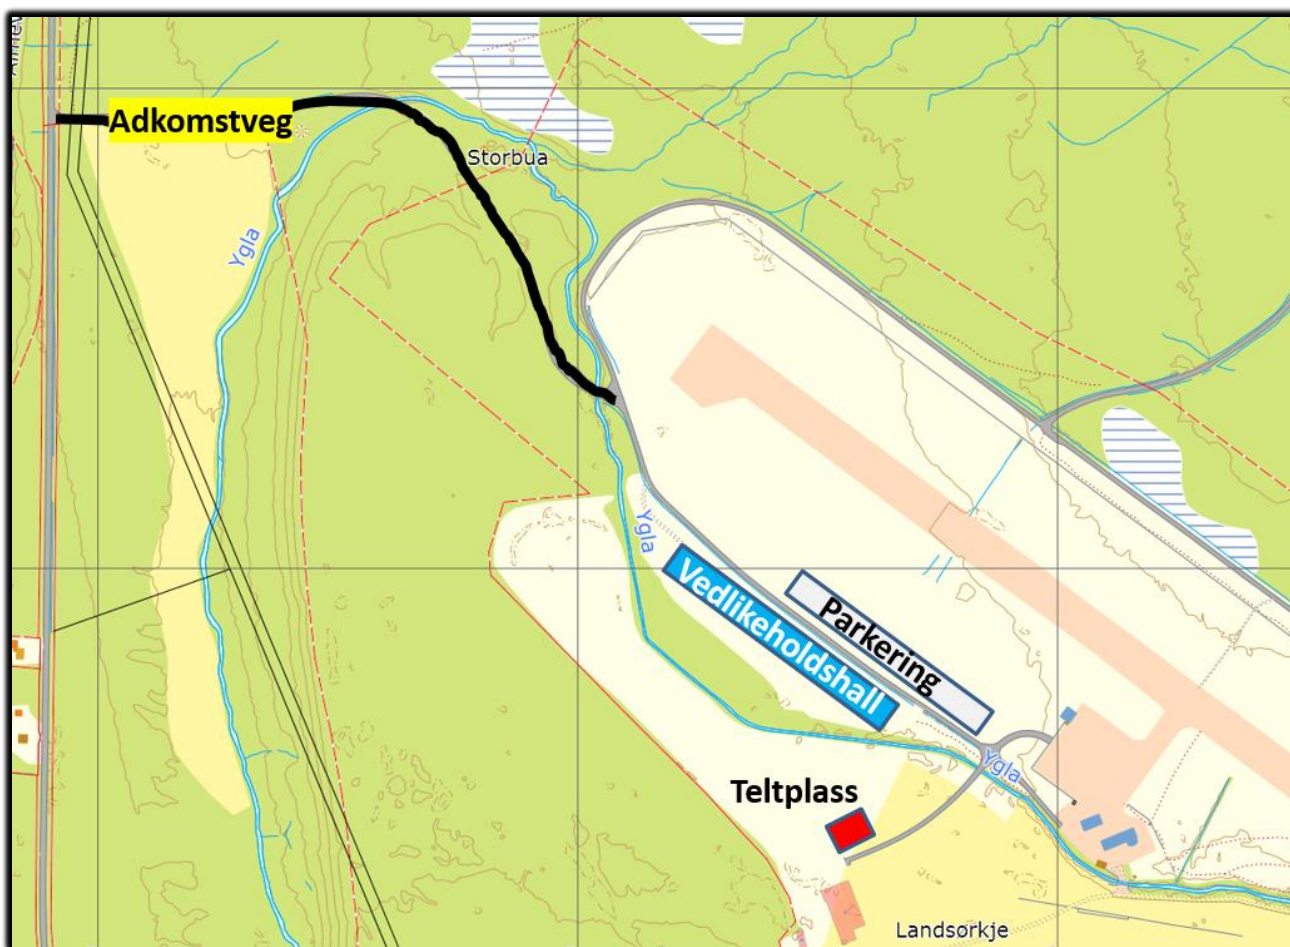 Adkomstveg
Storbua
Ygla
Ygla
Vedlikeholdshall
Parkering
Ygla
Teltplass
Landsørkje